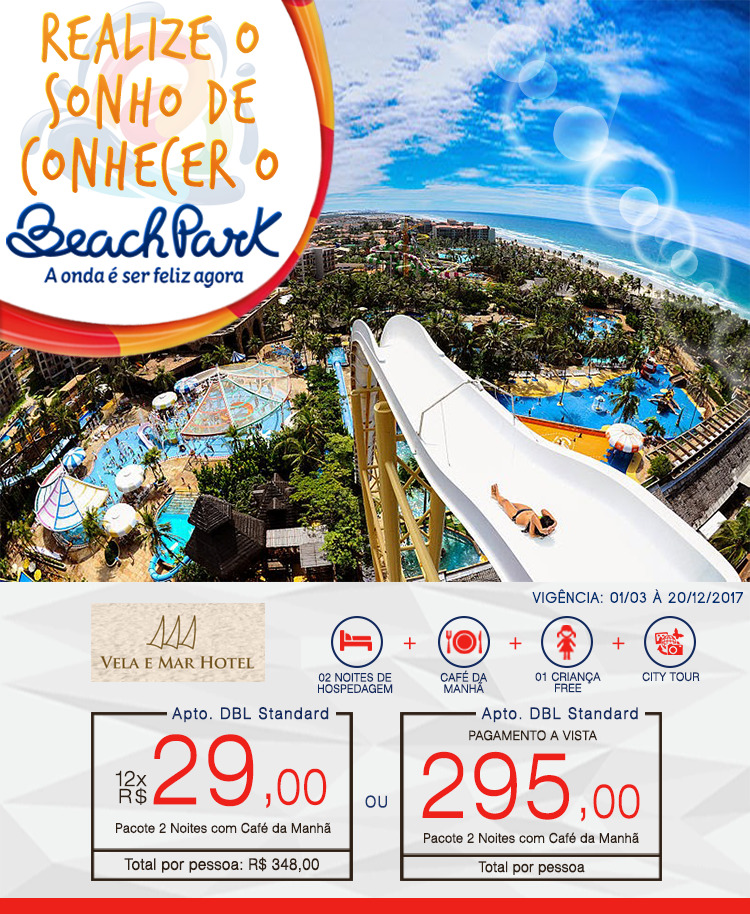 REALIZE O
SONHO DE
CONHECER O
BeachPark
A onda é ser feliz agora
VIGÊNCIA: 01/03 À 20/12/2017
VELA E MAR HOTEL
+ + +
02 NOITES DE
HOSPEDAGEM
CAFÉ DA
MANHÃ
01 CRIANÇA
FREE
CITY TOUR
Apto. DBL Standard
12x
R$ 29,00
Pacote 2 Noites com Café da Manhã
Total por pessoa: R$ 348,00
OU
Apto. DBL Standard
PAGAMENTO A VISTA
295,00
Pacote 2 Noites com Café da Manhã
Total por pessoa